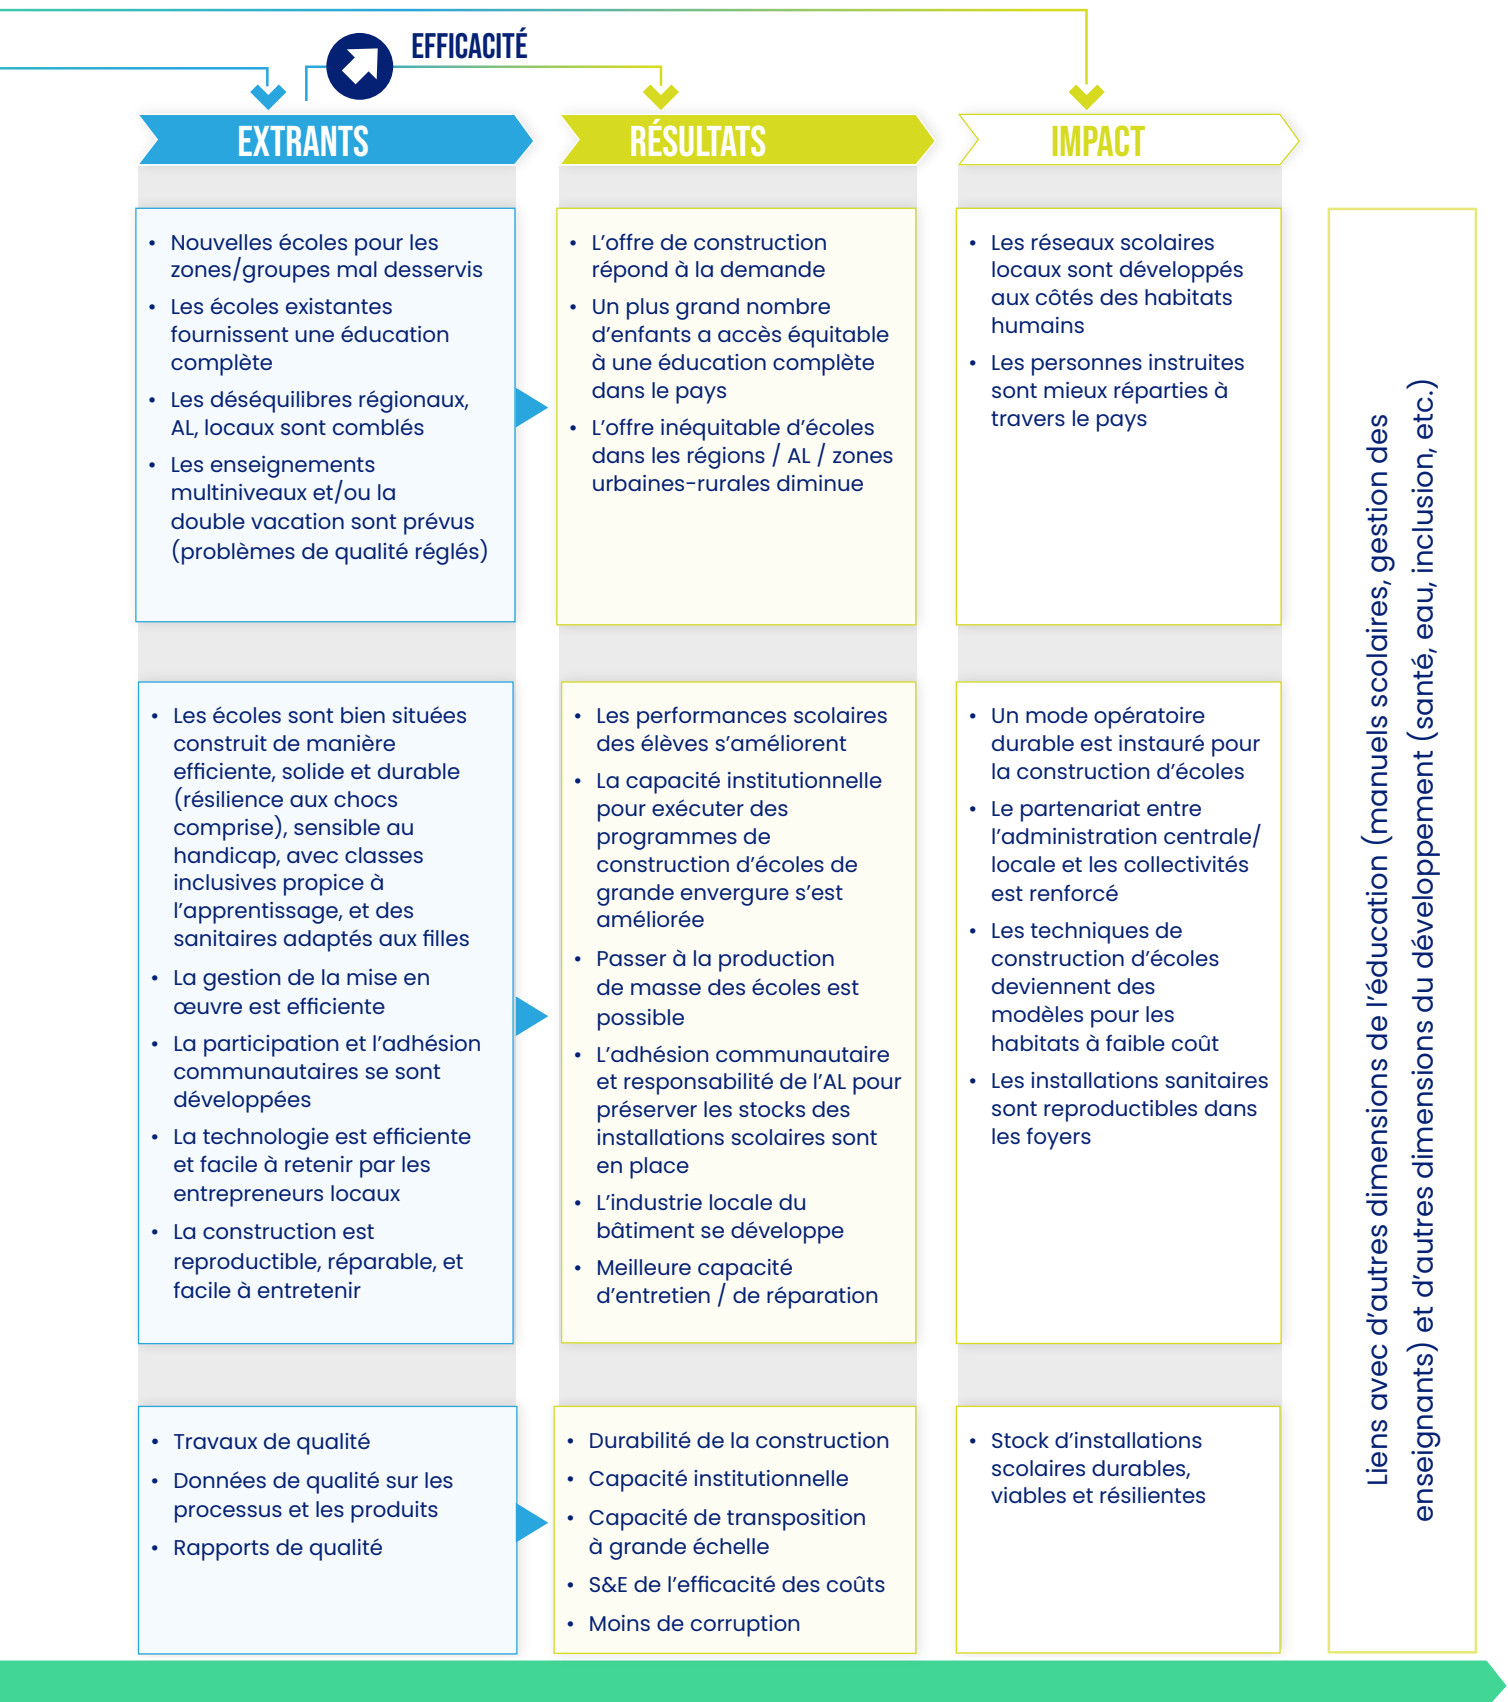 EFFICACITÉ
EXTRANTS
RÉSULTATS
IMPACT
• Nouvelles écoles pour les
zones/groupes mal desservis
• Les écoles existantes
fournissent une éducation
complète
• Les déséquilibres régionaux,
AL, locaux sont comblés
• Les enseignements
multiniveaux et/ou la
double vacation sont prévus
(problèmes de qualité réglés)
• L’offre de construction
répond à la demande
• Un plus grand nombre
d’enfants a accès équitable
à une éducation complète
dans le pays
• L’offre inéquitable d’écoles
dans les régions / AL / zones
urbaines-rurales diminue
• Les réseaux scolaires
locaux sont développés
aux côtés des habitats
humains
• Les personnes instruites
sont mieux réparties à
travers le pays
• Les écoles sont bien situées
construit de manière
efficiente, solide et durable
(résilience aux chocs
comprise), sensible au
handicap, avec classes
inclusives propice à
l’apprentissage, et des
sanitaires adaptés aux filles
• La gestion de la mise en
œuvre est efficiente
• La participation et l’adhésion
communautaires se sont
développées
• La technologie est efficiente
et facile à retenir par les
entrepreneurs locaux
• La construction est
reproductible, réparable, et
facile à entretenir
• Les performances scolaires
des élèves s’améliorent
• La capacité institutionnelle
pour exécuter des
programmes de
construction d’écoles de
grande envergure s’est
améliorée
• Passer à la production
de masse des écoles est
possible
• L’adhésion communautaire
et responsabilité de l’AL pour
préserver les stocks des
installations scolaires sont
en place
• L’industrie locale du
bâtiment se développe
• Meilleure capacité
d’entretien / de réparation
• Un mode opératoire
durable est instauré pour
la construction d’écoles
• Le partenariat entre
l’administration centrale/
locale et les collectivités
est renforcé
• Les techniques de
construction d’écoles
deviennent des
modèles pour les
habitats à faible coût
• Les installations sanitaires
sont reproductibles dans
les foyers
• Travaux de qualité
• Données de qualité sur les
processus et les produits
• Rapports de qualité
• Durabilité de la construction
• Capacité institutionnelle
• Capacité de transposition
à grande échelle
• S&E de l’efficacité des coûts
• Moins de corruption
• Stock d’installations
scolaires durables,
viables et résilientes
Liens avec d’autres dimensions de l’éducation (manuels scolaires, gestion des
enseignants) et d’autres dimensions du développement (santé, eau, inclusion, etc.)